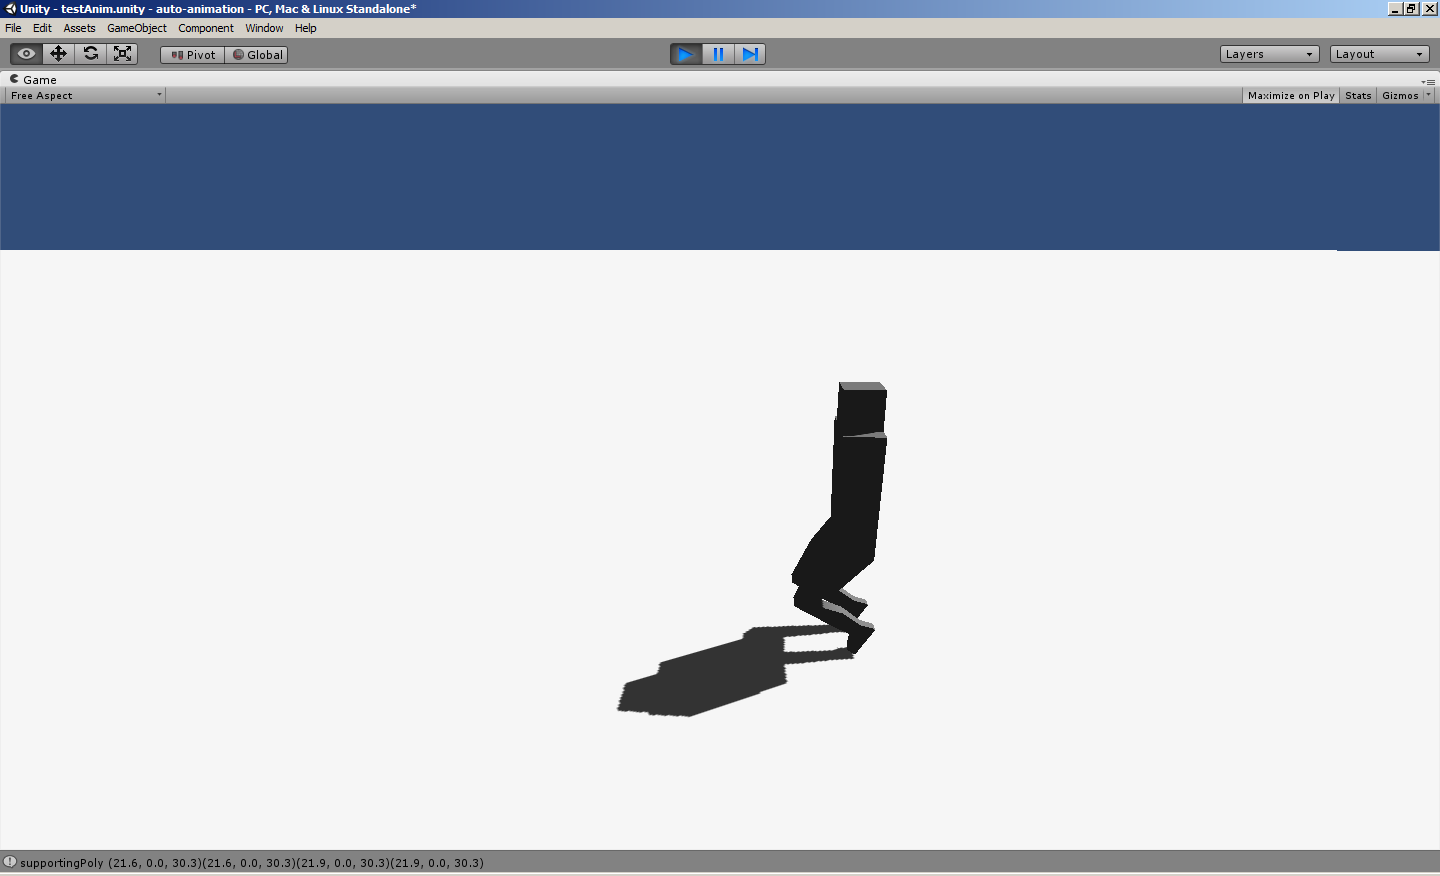 Unity - testAnim.unity - auto-animation - PC, Mac & Linux Standalone*
File Edit Assets GameObject Component Window Help
Pivot Global Layers Layout
Game
Free Aspect Maximize on Play Stats Gizmos
supportingPoly (21.6, 0.0, 30.3)(21.6, 0.0, 30.3)(21.9, 0.0, 30.3)(21.9, 0.0, 30.3)